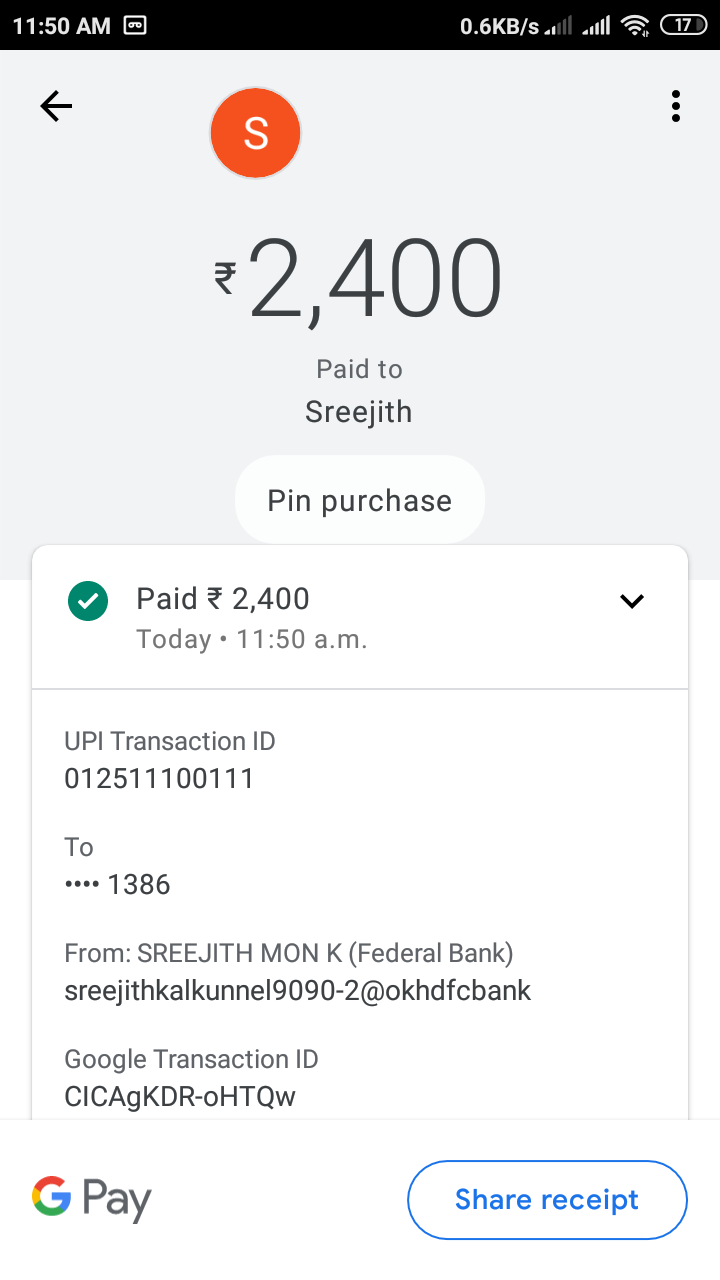 11:50 AM 0.6KB/s 17
S
₹2,400
Paid to
Sreejith
Pin purchase
Paid ₹ 2,400
Today • 11:50 a.m.
UPI Transaction ID
012511100111
To
•••• 1386
From: SREEJITH MON K (Federal Bank)
sreejithkalkunnel9090-2@okhdfcbank
Google Transaction ID
CICAgKDR-oHTQw
G Pay
Share receipt